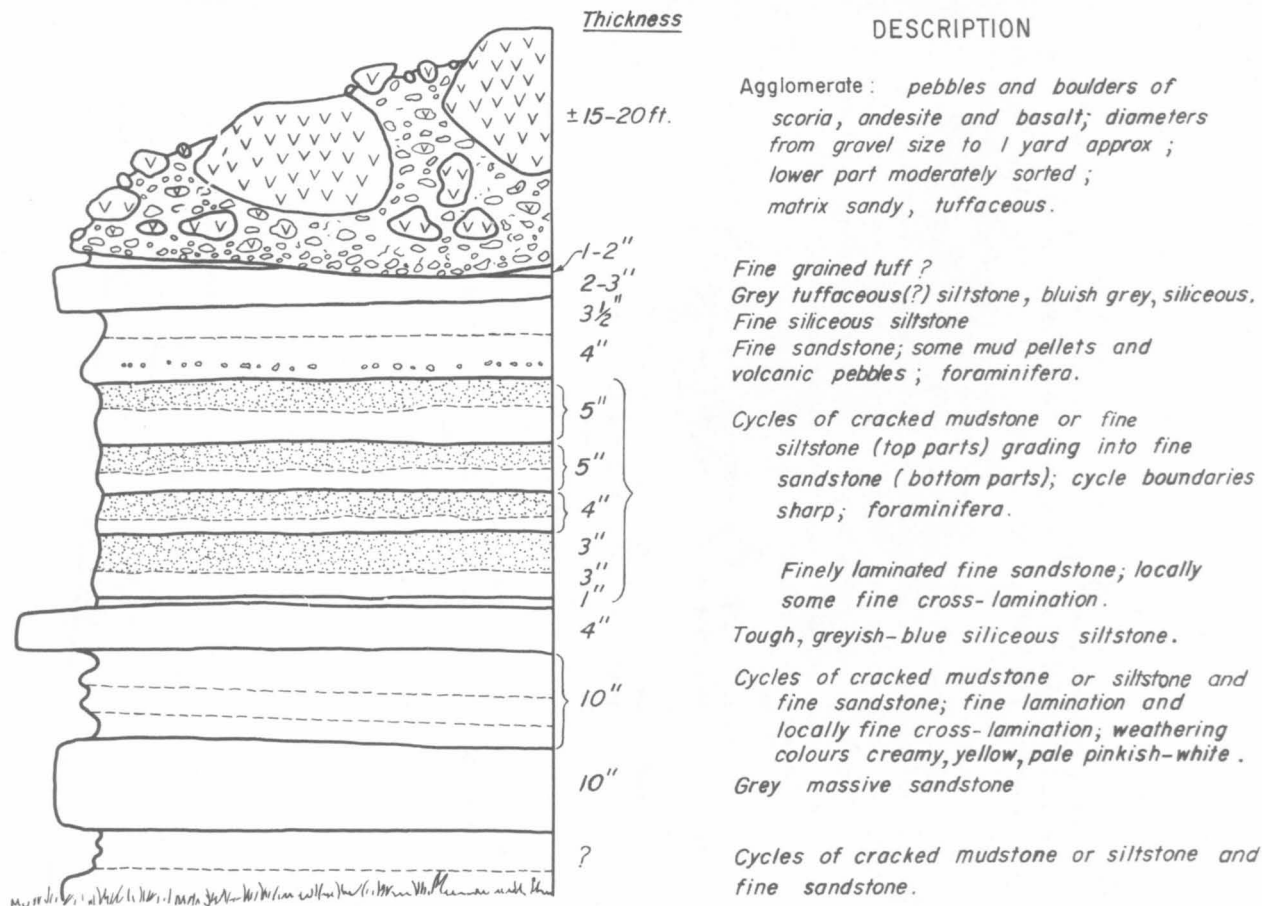 Thickness
DESCRIPTION
± 15-20 ft.
Agglomerate : pebbles and boulders of
scoria, andesite and basalt; diameters
from gravel size to 1 yard approx ;
lower part moderately sorted ;
matrix sandy, tuffaceous.
1-2"
Fine grained tuff ?
2-3"
Grey tuffaceous(?) siltstone, bluish grey, siliceous.
3½"
Fine siliceous siltstone
4"
Fine sandstone; some mud pellets and
volcanic pebbles ; foraminifera.
5"
5"
4"
3"
Cycles of cracked mudstone or fine
siltstone (top parts) grading into fine
sandstone (bottom parts); cycle boundaries
sharp; foraminifera.
3"
1"
Finely laminated fine sandstone; locally
some fine cross-lamination.
4"
Tough, greyish-blue siliceous siltstone.
10"
Cycles of cracked mudstone or siltstone and
fine sandstone; fine lamination and
locally fine cross-lamination; weathering
colours creamy, yellow, pale pinkish-white.
10"
Grey massive sandstone
?
Cycles of cracked mudstone or siltstone and
fine sandstone.